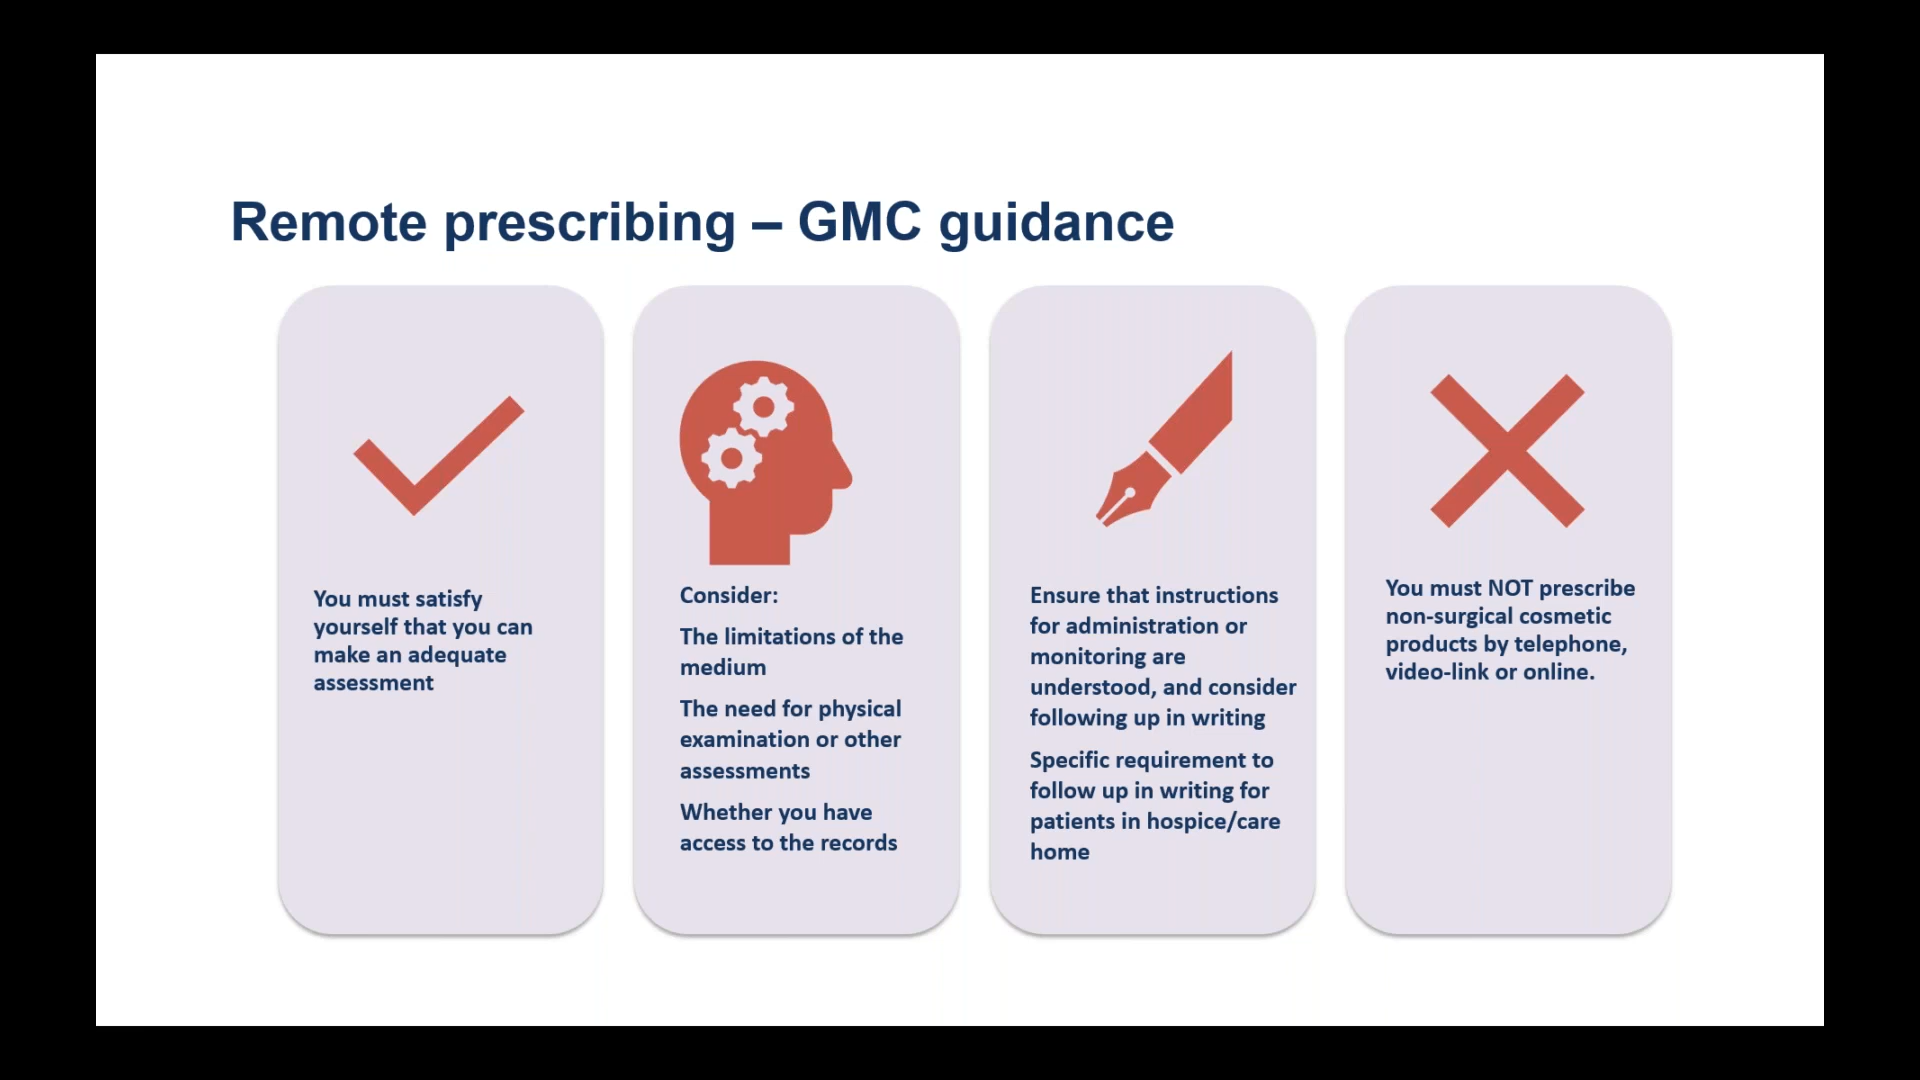 Remote prescribing – GMC guidance
You must satisfy
yourself that you can
make an adequate
assessment
Consider:
The limitations of the
medium
The need for physical
examination or other
assessments
Whether you have
access to the records
Ensure that instructions
for administration or
monitoring are
understood, and consider
following up in writing
Specific requirement to
follow up in writing for
patients in hospice/care
home
You must NOT prescribe
non-surgical cosmetic
products by telephone,
video-link or online.